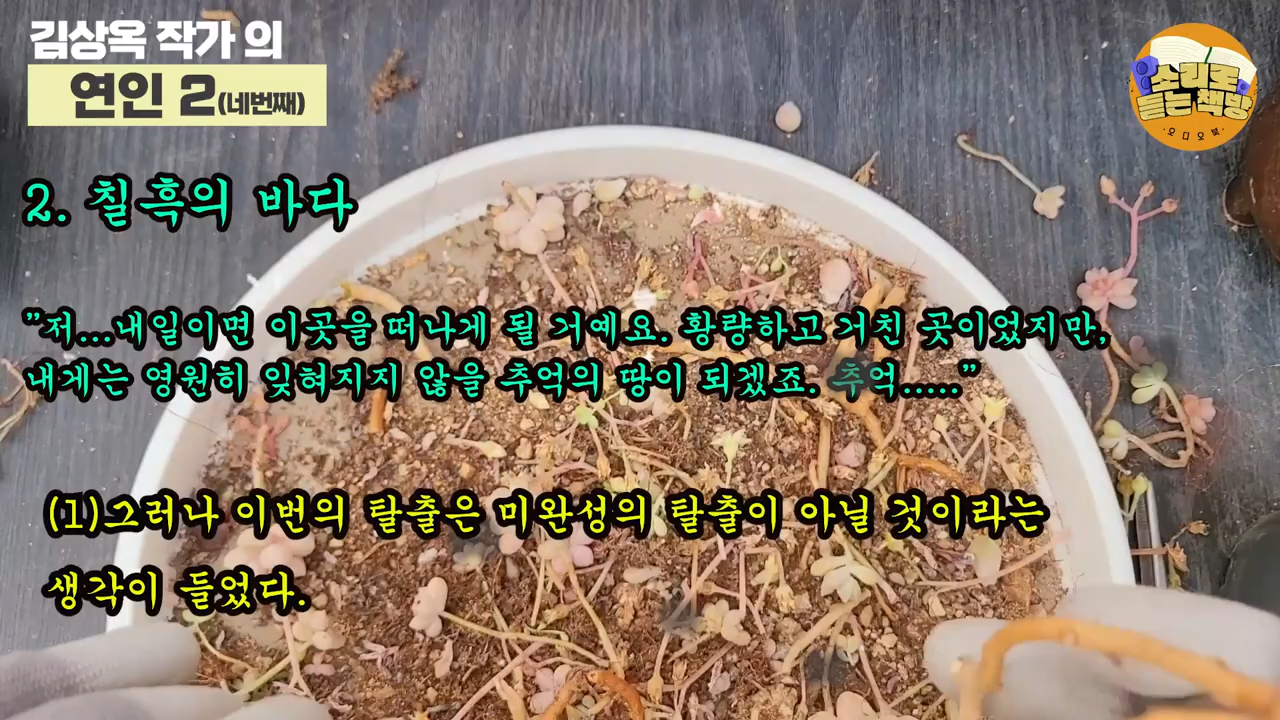 김상옥 작가 의
연인 2(네번째)
소리로
듣는 책방
·오디오북·
2. 칠흑의 바다
"저...내일이면 이곳을 떠나게 될 거예요. 황량하고 거친 곳이었지만,
내게는 영원히 잊혀지지 않을 추억의 땅이 되겠죠. 추억....."
(1)그러나 이번의 탈출은 미완성의 탈출이 아닐 것이라는
생각이 들었다.